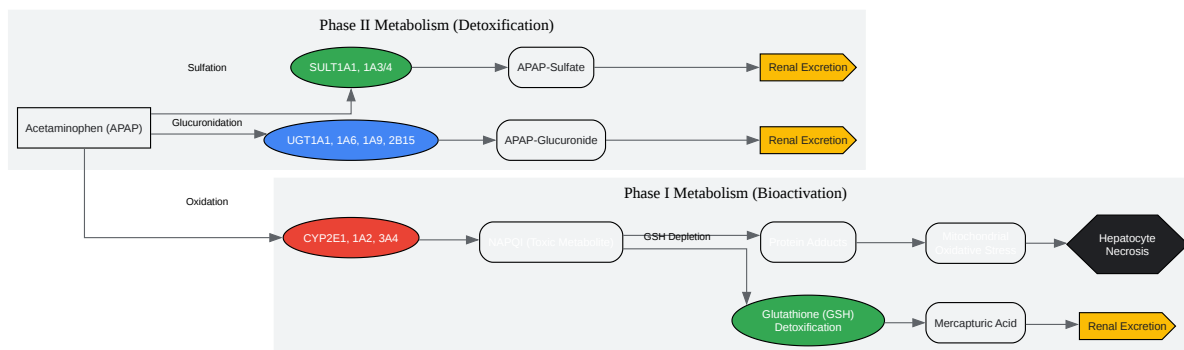 Phase II Metabolism (Detoxification)
Sulfation
SULT1A1, 1A3/4
APAP-Sulfate
Renal Excretion
Acetaminophen (APAP)
Glucuronidation
UGT1A1, 1A6, 1A9, 2B15
APAP-Glucuronide
Renal Excretion
Phase I Metabolism (Bioactivation)
Oxidation
CYP2E1, 1A2, 3A4
NAPQI (Toxic Metabolite)
GSH Depletion
Protein Adducts
Mitochondrial
Oxidative Stress
Hepatocyte
Necrosis
Glutathione (GSH)
Detoxification
Mercapturic Acid
Renal Excretion